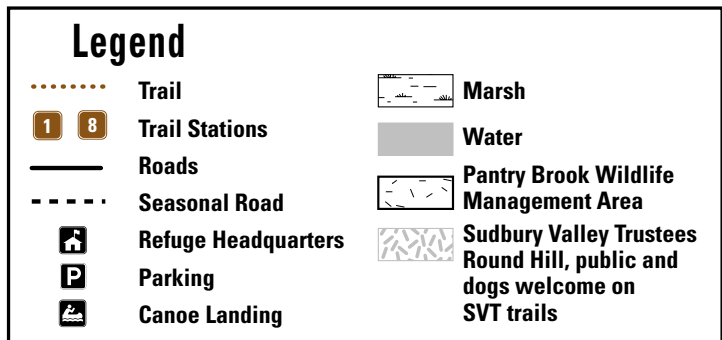 Legend
Trail
1 8 Trail Stations
Roads
Seasonal Road
Refuge Headquarters
P Parking
Canoe Landing
Marsh
Water
Pantry Brook Wildlife
Management Area
Sudbury Valley Trustees
Round Hill, public and
dogs welcome on
SVT trails